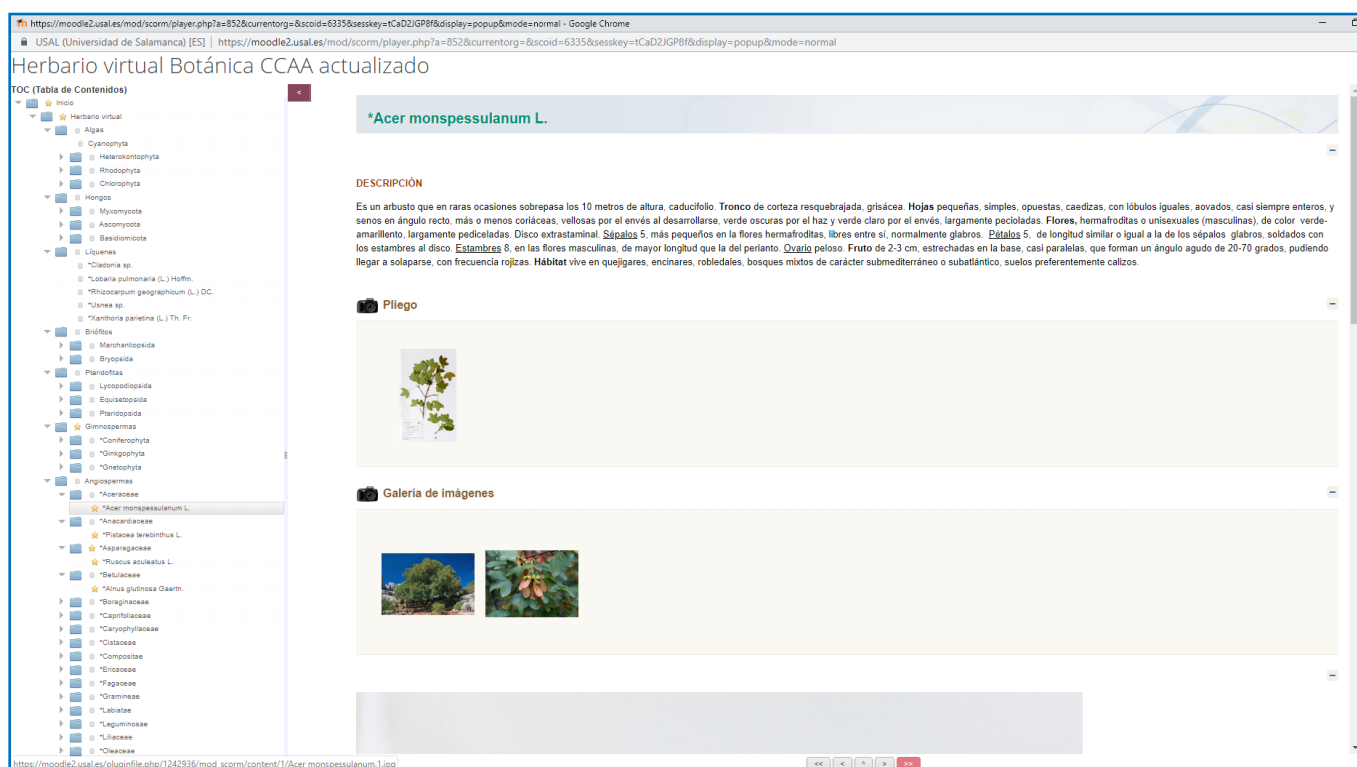 https://moodle2.usal.es/mod/scorm/player.php?a=852&currentorg=&scoid=6335&sesskey=tCaD2JGP8f&display=popup&mode=normal - Google Chrome
USAL (Universidad de Salamanca) [ES] | https://moodle2.usal.es/mod/scorm/player.php?a=852&currentorg=&scoid=6335&sesskey=tCaD2JGP8f&display=popup&mode=normal
Herbario virtual Botánica CCAA actualizado
TOC (Tabla de Contenidos)
Inicio
Herbario virtual
Algas
Cyanophyta
Heterokontophyta
Rhodophyta
Chlorophyta
Hongos
Myxomycota
Ascomycota
Basidiomicota
Líquenes
*Cladonia sp.
*Lobaria pulmonaria (L.) Hoffm.
*Rhizocarpum geographicum (L.) DC.
*Usnea sp.
*Xanthoria parietina (L.) Th. Fr.
Briófitos
Marchantiopsida
Bryopsida
Pteridofitas
Lycopodiopsida
Equisetopsida
Pteridopsida
Gimnospermas
*Coniferophyta
*Ginkgophyta
*Gnetophyta
Angiospermas
*Aceraceae
*Acer monspessulanum L.
*Anacardiaceae
*Pistacea terebinthus L.
*Asparagaceae
*Ruscus aculeatus L.
*Betulaceae
*Alnus glutinosa Gaertn.
*Boraginaceae
*Caprifoliaceae
*Caryophyllaceae
*Cistaceae
*Compositae
*Ericaceae
*Fagaceae
*Gramineae
*Labiatae
*Leguminosae
*Liliaceae
*Oleaceae
https://moodle2.usal.es/pluginfile.php/1242936/mod_scorm/content/1/Acer monspessulanum.1.jpg
<
*Acer monspessulanum L.
DESCRIPCIÓN
Es un arbusto que en raras ocasiones sobrepasa los 10 metros de altura, caducifolio. Tronco de corteza resquebrajada, grisácea. Hojas pequeñas, simples, opuestas, caedizas, con lóbulos iguales, aovados, casi siempre enteros, y
senos en ángulo recto, más o menos coriáceas, vellosas por el envés al desarrollarse, verde oscuras por el haz y verde claro por el envés, largamente pecioladas. Flores, hermafroditas o unisexuales (masculinas), de color verde-
amarillento, largamente pediceladas. Disco extrastaminal. Sépalos 5, más pequeños en la flores hermafroditas, libres entre sí, normalmente glabros. Pétalos 5, de longitud similar o igual a la de los sépalos glabros, soldados con
los estambres al disco. Estambres 8, en las flores masculinas, de mayor longitud que la del perianto. Ovario peloso. Fruto de 2-3 cm, estrechadas en la base, casi paralelas, que forman un ángulo agudo de 20-70 grados, pudiendo
llegar a solaparse, con frecuencia rojizas. Hábitat vive en quejigares, encinares, robledales, bosques mixtos de carácter submediterráneo o subatlántico, suelos preferentemente calizos.
Pliego
Galería de imágenes
<< < ^ > >>